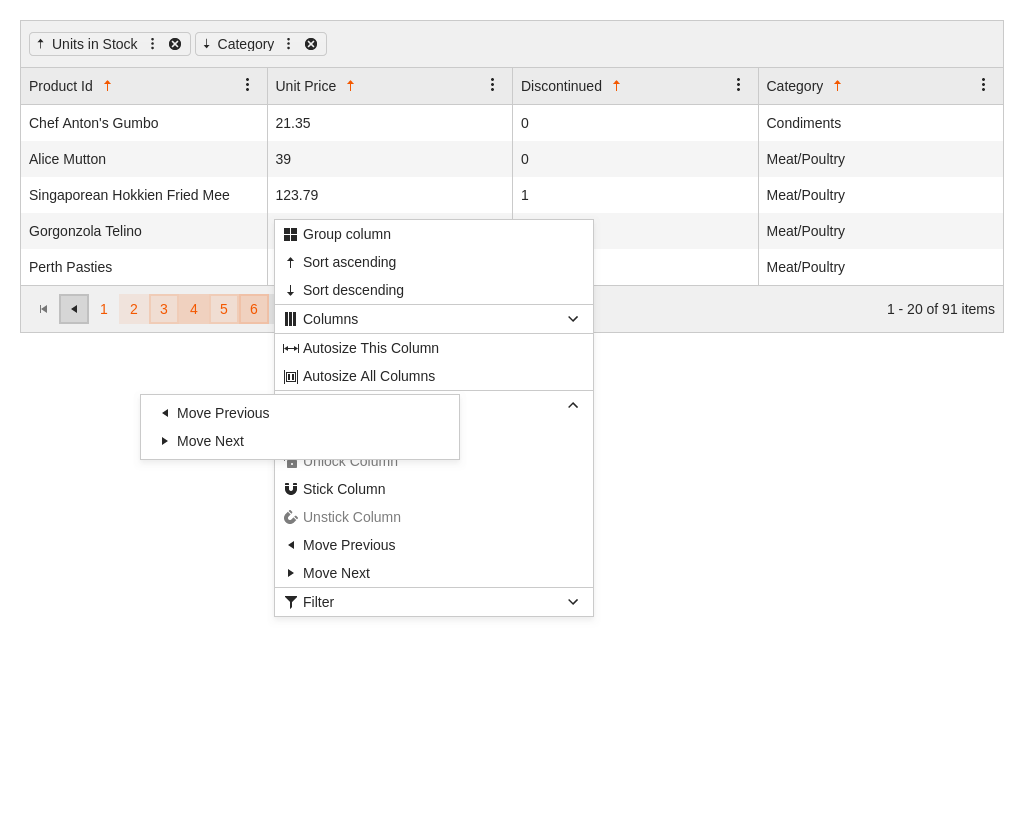 Units in Stock Category
Product Id Unit Price Discontinued Category
Chef Anton's Gumbo 21.35 0 Condiments
Alice Mutton 39 0 Meat/Poultry
Singaporean Hokkien Fried Mee 123.79 1 Meat/Poultry
Gorgonzola Telino Meat/Poultry
Perth Pasties Meat/Poultry
1 2 3 4 5 6 1 - 20 of 91 items
Group column
Sort ascending
Sort descending
Columns
Autosize This Column
Autosize All Columns
Move Previous
Move Next
Unlock Column
Stick Column
Unstick Column
Move Previous
Move Next
Filter